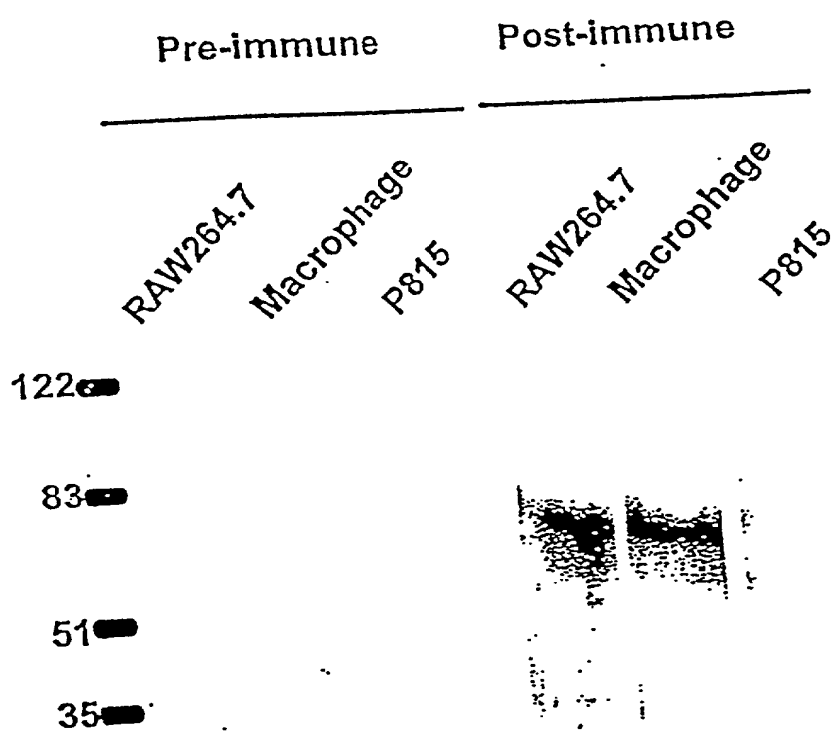 Pre-immune
Post-immune
RAW264.7
Macrophage
P815
RAW264.7
Macrophage
P815
122
83
51
35